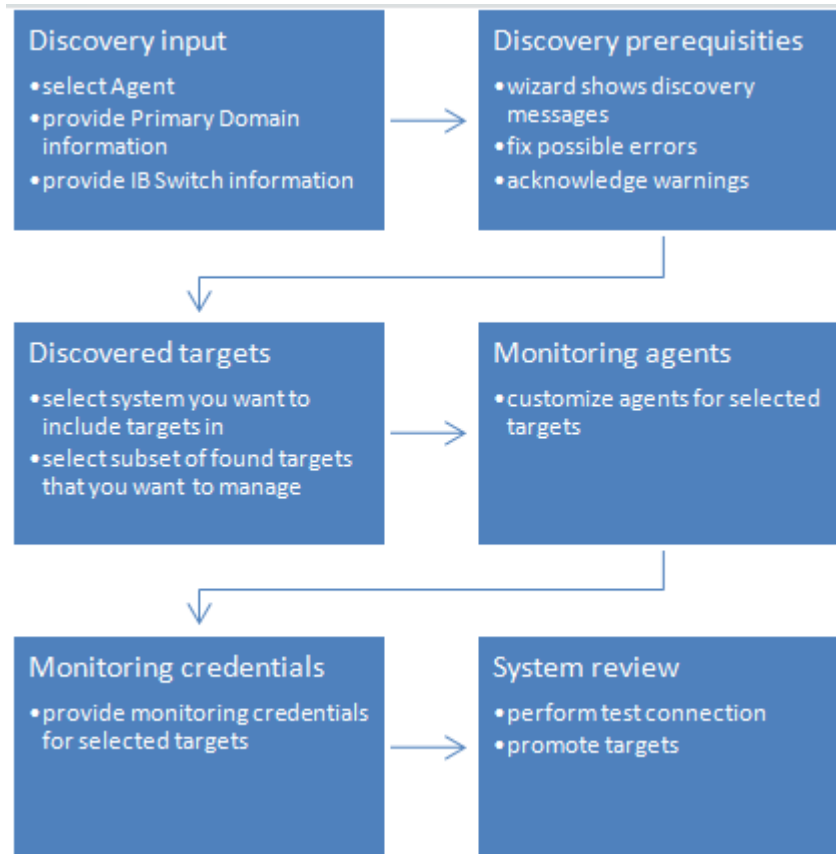 Discovery input
•select Agent
•provide Primary Domain
information
•provide IB Switch information
Discovery prerequisities
•wizard shows discovery
messages
•fix possible errors
•acknowledge warnings
Discovered targets
•select system you want to
include targets in
•select subset of found targets
that you want to manage
Monitoring agents
•customize agents for selected
targets
Monitoring credentials
•provide monitoring credentials
for selected targets
System review
•perform test connection
•promote targets